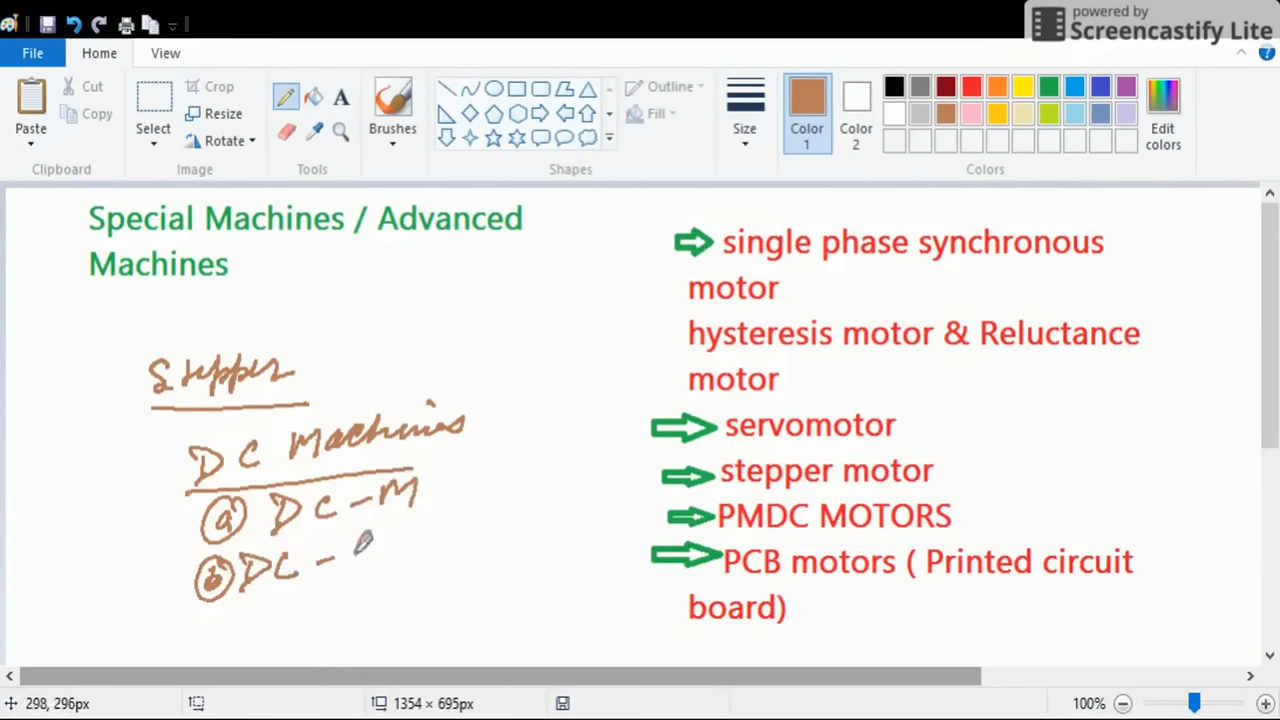 powered by
Screencastify Lite
File
Home
View
Paste
Cut
Copy
Clipboard
Select
Crop
Resize
Rotate
Image
A
Tools
Brushes
Shapes
Outline
Fill
Size
Color 1
Color 2
Edit colors
Colors
Special Machines / Advanced
Machines
Stepper
DC Machines
(a) DC - M
(b) DC -
single phase synchronous
motor
hysteresis motor & Reluctance
motor
servomotor
stepper motor
PMDC MOTORS
PCB motors ( Printed circuit
board)
298, 296px
1354 × 695px
100%